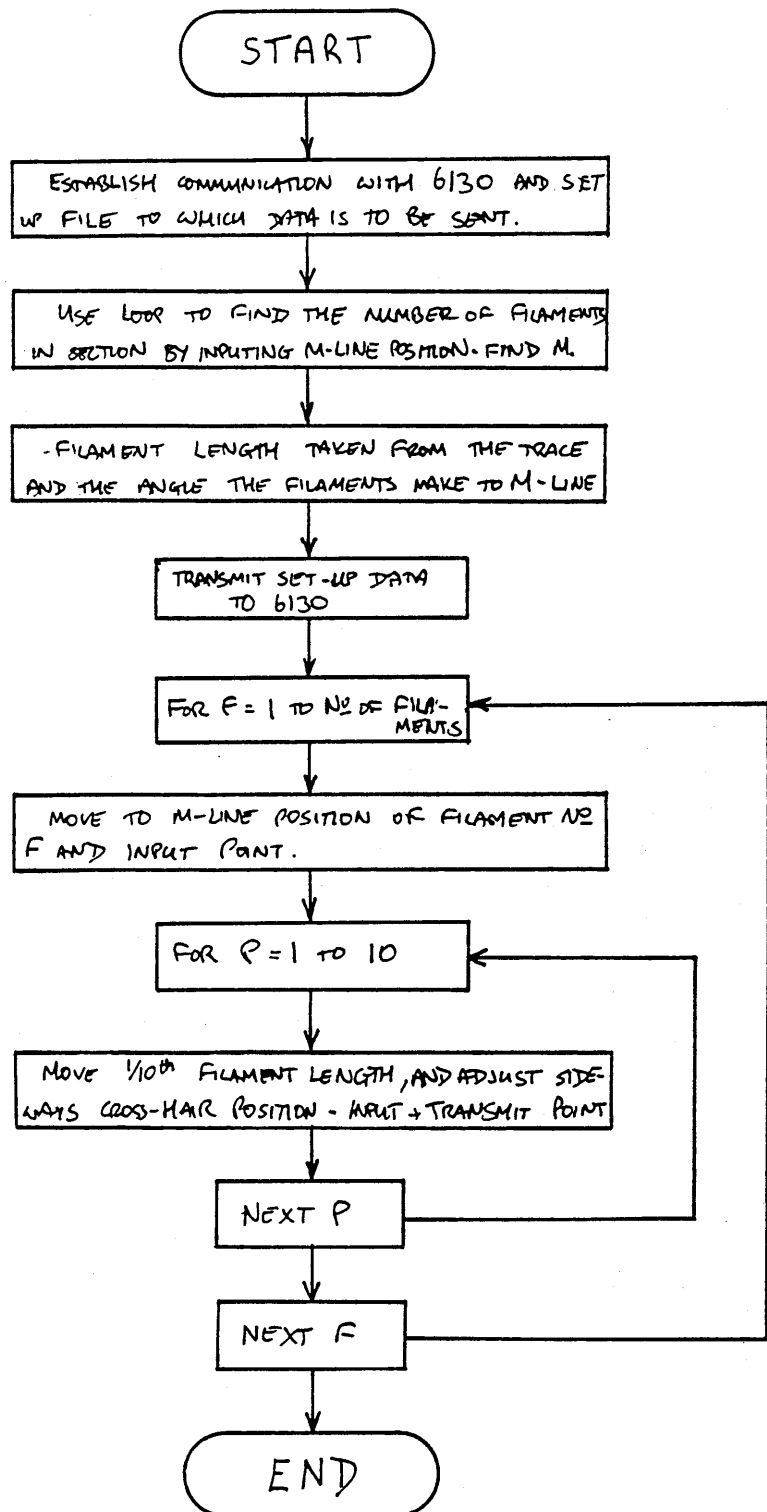 START
ESTABLISH COMMUNICATION WITH 6130 AND SET
UP FILE TO WHICH DATA IS TO BE SENT.
USE LOOP TO FIND THE NUMBER OF FILAMENTS
IN SECTION BY INPUTING M-LINE POSITION - FIND M.
- FILAMENT LENGTH TAKEN FROM THE TRACE
AND THE ANGLE THE FILAMENTS MAKE TO M-LINE
TRANSMIT SET-UP DATA
TO 6130
FOR F = 1 TO Nº OF FILA-
MENTS
MOVE TO M-LINE POSITION OF FILAMENT Nº
F AND INPUT POINT.
FOR P = 1 TO 10
MOVE 1/10th FILAMENT LENGTH, AND ADJUST SIDE-
WAYS CROSS-HAIR POSITION - INPUT + TRANSMIT POINT
NEXT P
NEXT F
END